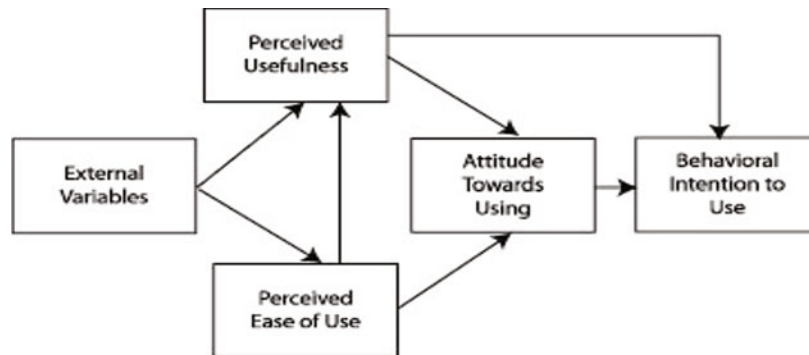 Perceived
Usefulness
External
Variables
Attitude
Towards
Using
Behavioral
Intention to
Use
Perceived
Ease of Use